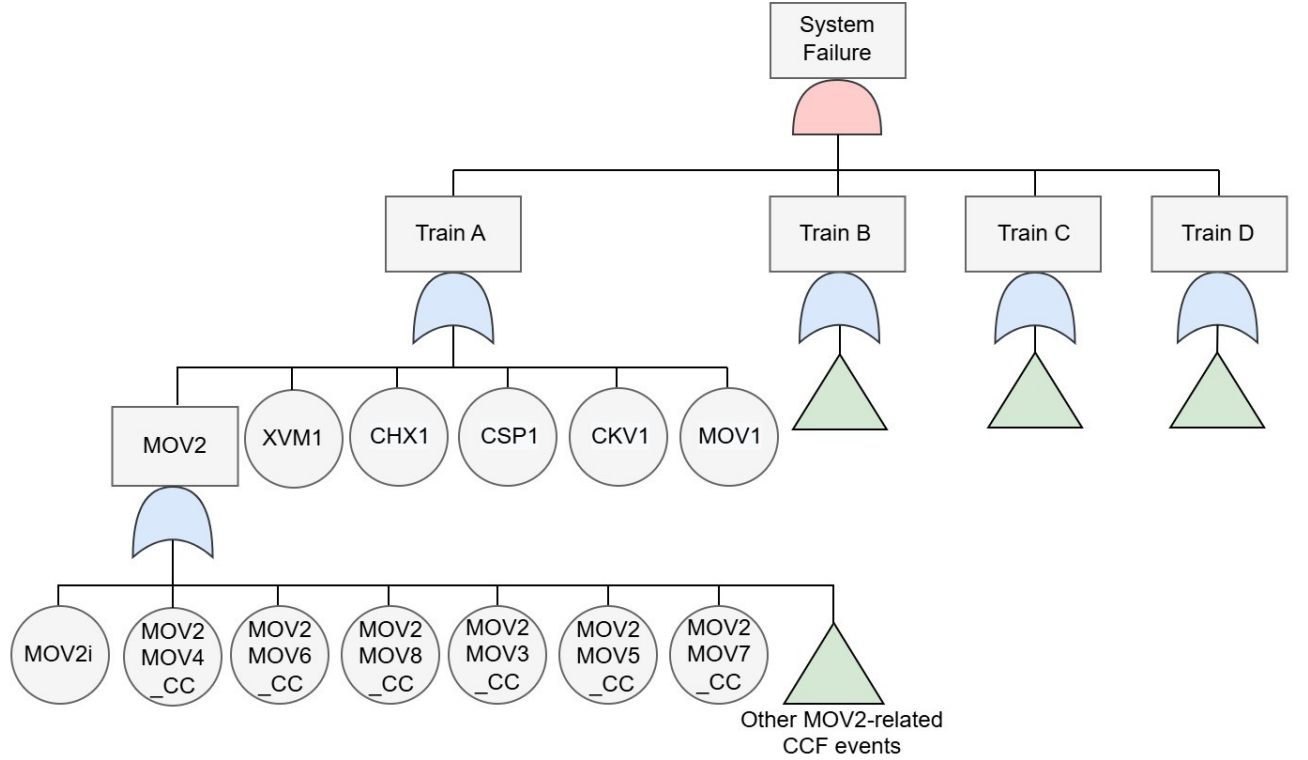 System
Failure
Train A
Train B
Train C
Train D
MOV2
XVM1
CHX1
CSP1
CKV1
MOV1
MOV2i
MOV2
MOV4
_CC
MOV2
MOV6
_CC
MOV2
MOV8
_CC
MOV2
MOV3
_CC
MOV2
MOV5
_CC
MOV2
MOV7
_CC
Other MOV2-related
CCF events